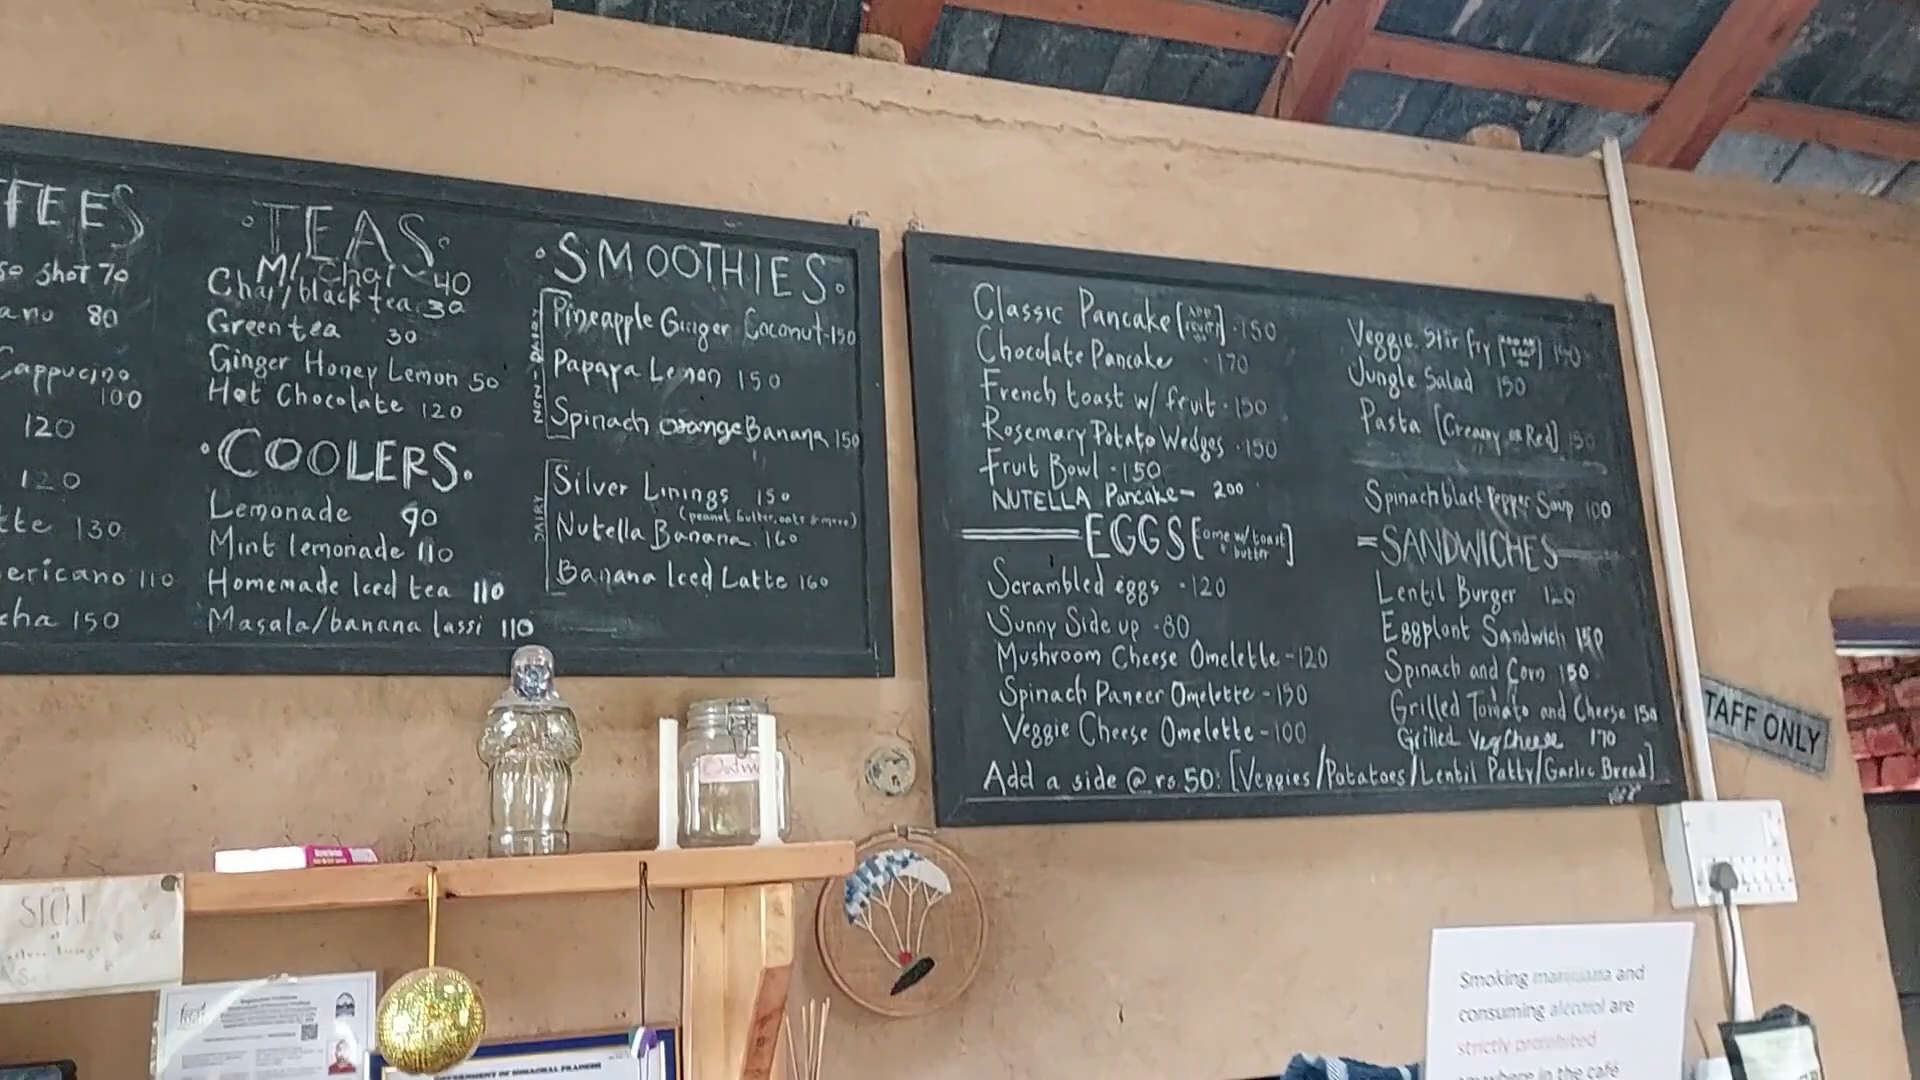 FFEES
so shot 70
ano 80
Cappucino
100
120
120
tte 130
ericano 110
cha 150
TEAS
M/ Chai 40
Chai/black tea 30
Green tea 30
Ginger Honey Lemon 50
Hot Chocolate 120
COOLERS
Lemonade 90
Mint lemonade 110
Homemade Iced tea 110
Masala/banana lassi 110
SMOOTHIES
NON-DAIRY
Pineapple Ginger Coconut-150
Papaya Lemon 150
Spinach orange Banana 150
DAIRY
Silver Linings 150
(peanut butter, oats & more)
Nutella Banana 160
Banana Iced Latte 160
Classic Pancake [ ] 150
Chocolate Pancake 170
French toast w/ fruit - 150
Rosemary Potato Wedges - 150
Fruit Bowl - 150
NUTELLA Pancake - 200
EGGS [come w/ toast
butter]
Scrambled eggs - 120
Sunny Side up - 80
Mushroom Cheese Omelette - 120
Spinach Paneer Omelette - 150
Veggie Cheese Omelette - 100
Veggie Stir fry
Jungle Salad 150
Pasta [Creamy or Red] 150
Spinach black Pepper Soup 100
SANDWICHES
Lentil Burger 120
Eggplant Sandwich 150
Spinach and Corn 150
Grilled Tomato and Cheese 150
Grilled Veg Cheese 170
Add a side @ rs 50: [Veggies/Potatoes/Lentil Patty/Garlic Bread]
TAFF ONLY
GOVERNMENT OF HIMACHAL PRADESH
Smoking marijuana and
consuming alcohol are
strictly prohibited
anywhere in the café